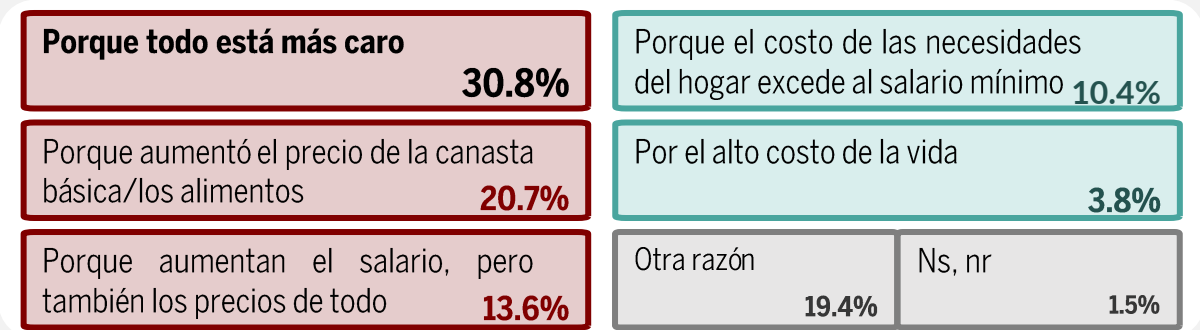 Porque todo está más caro
30.8%
Porque aumentó el precio de la canasta
básica/los alimentos
20.7%
Porque aumentan el salario, pero
también los precios de todo
13.6%
Porque el costo de las necesidades
del hogar excede al salario mínimo
10.4%
Por el alto costo de la vida
3.8%
Otra razón
19.4%
Ns, nr
1.5%